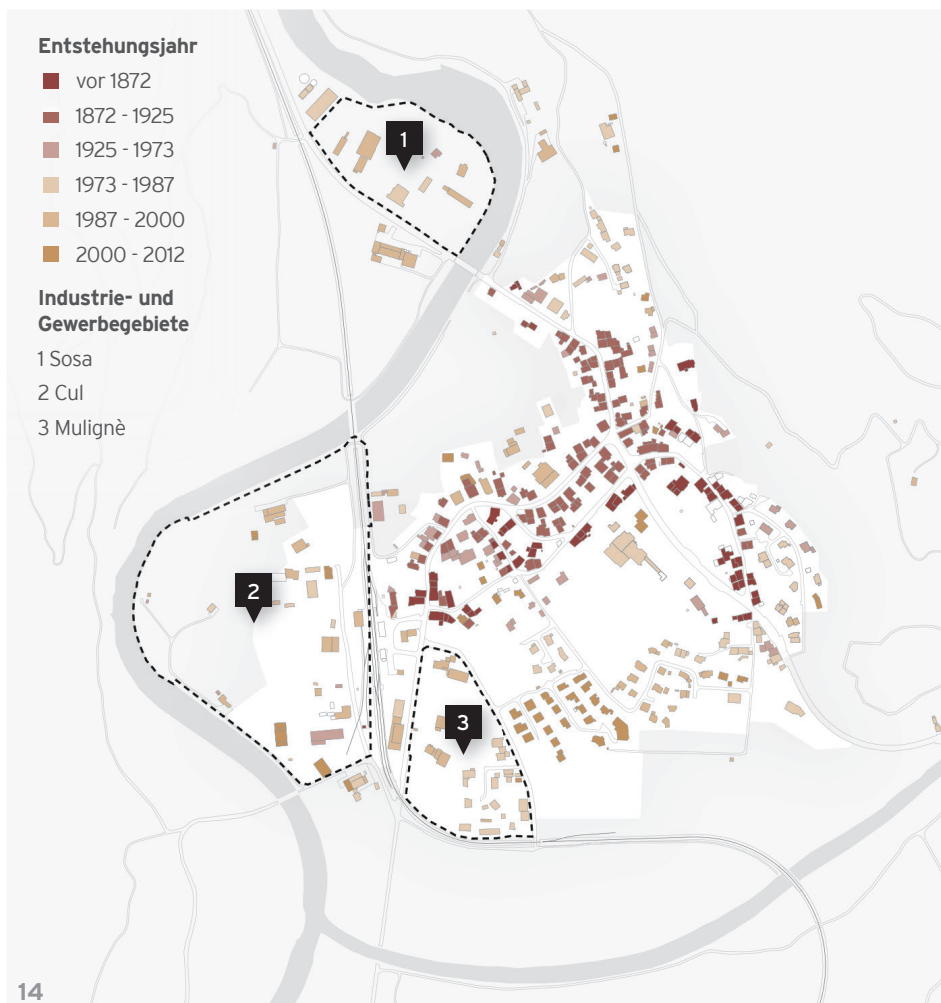 Entstehungsjahr
vor 1872
1872 - 1925
1925 - 1973
1973 - 1987
1987 - 2000
2000 - 2012
Industrie- und
Gewerbegebiete
1 Sosa
2 Cul
3 Mulignè
1
2
3
14